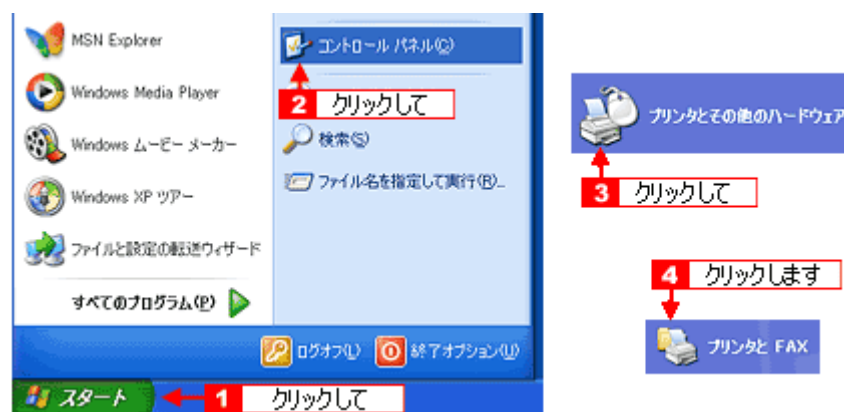 MSN Explorer
Windows Media Player
Windows ムービー メーカー
Windows XP ツアー
ファイルと設定の転送ウィザード
すべてのプログラム(P)
コントロール パネル(C)
2 クリックして
検索(S)
ファイル名を指定して実行(R)...
ログオフ(L)
終了オプション(U)
スタート
1 クリックして
プリンタとその他のハードウェア
3 クリックして
4 クリックします
プリンタと FAX